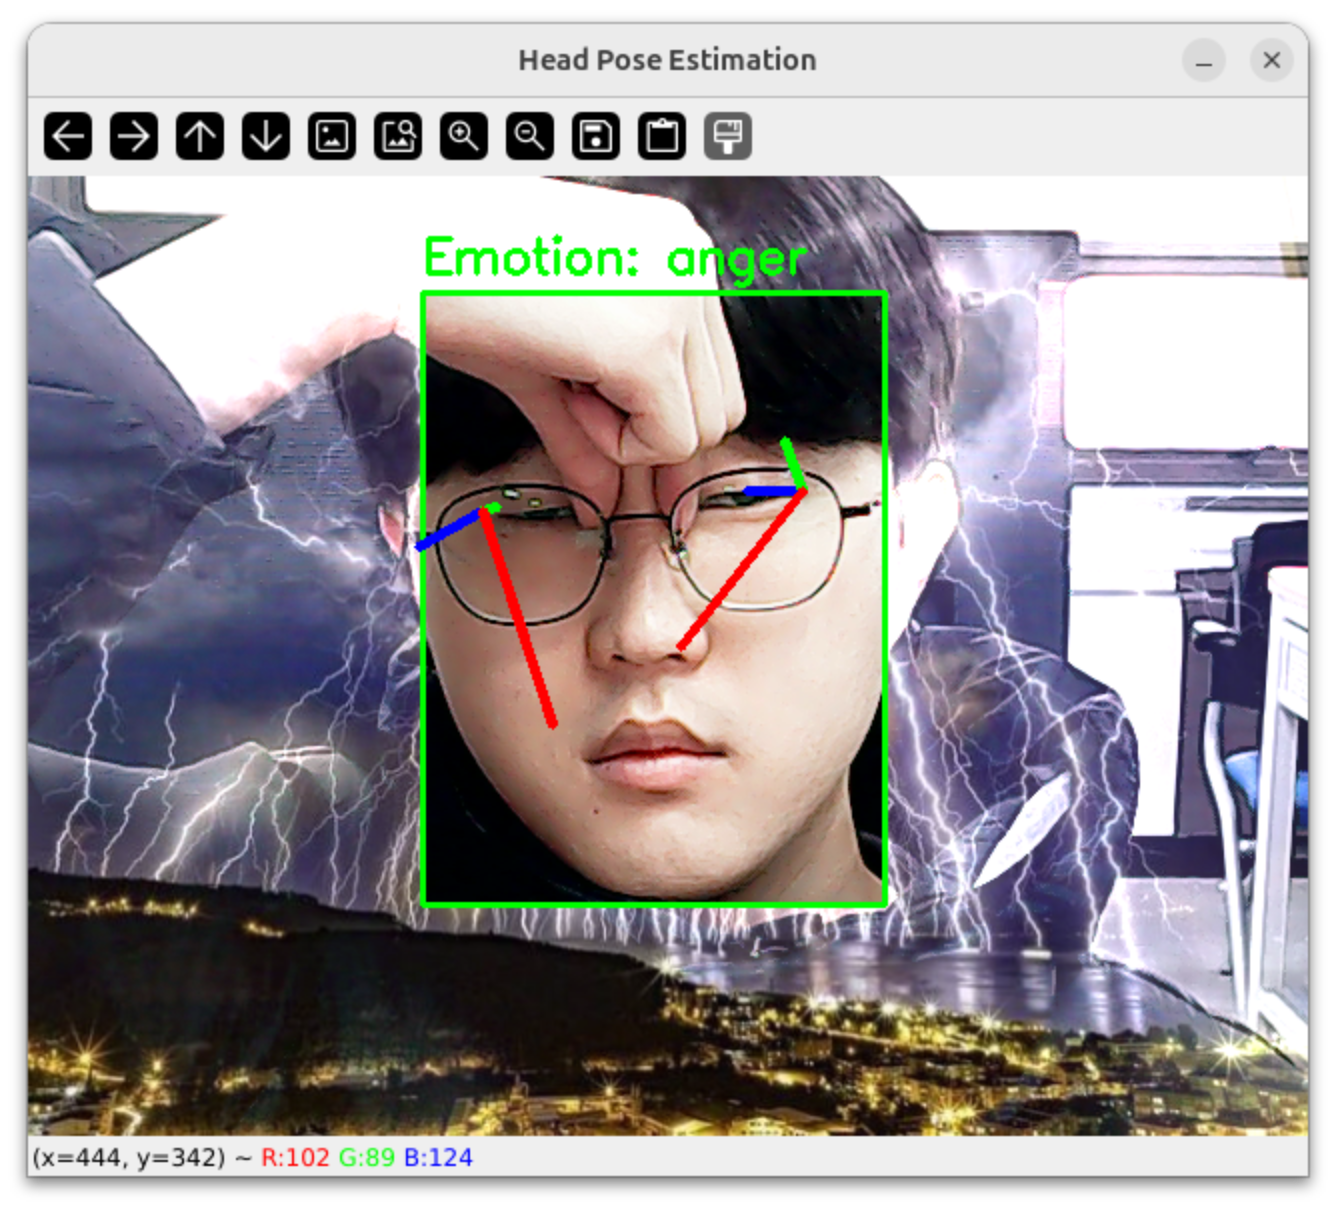 Head Pose Estimation
Emotion: anger
(x=444, y=342) ~ R:102 G:89 B:124